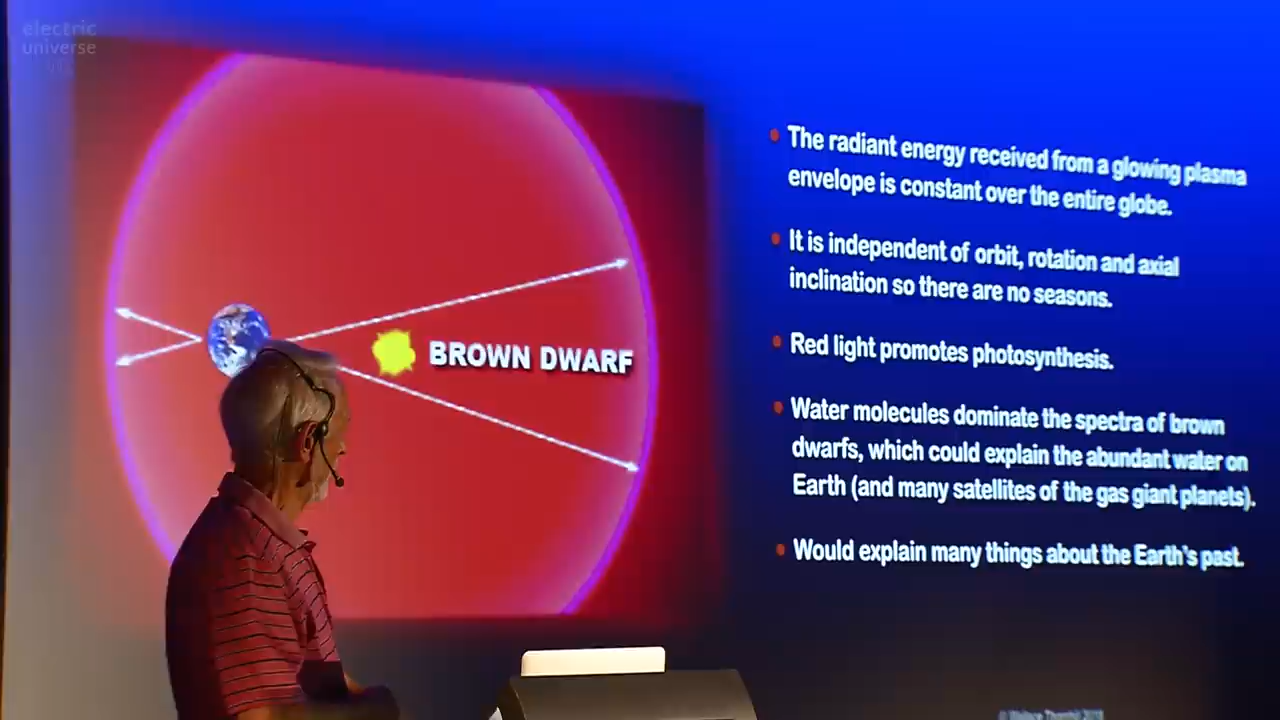 electric
universe
BROWN DWARF
The radiant energy received from a glowing plasma
envelope is constant over the entire globe.
It is independent of orbit, rotation and axial
inclination so there are no seasons.
Red light promotes photosynthesis.
Water molecules dominate the spectra of brown
dwarfs, which could explain the abundant water on
Earth (and many satellites of the gas giant planets).
Would explain many things about the Earth's past.